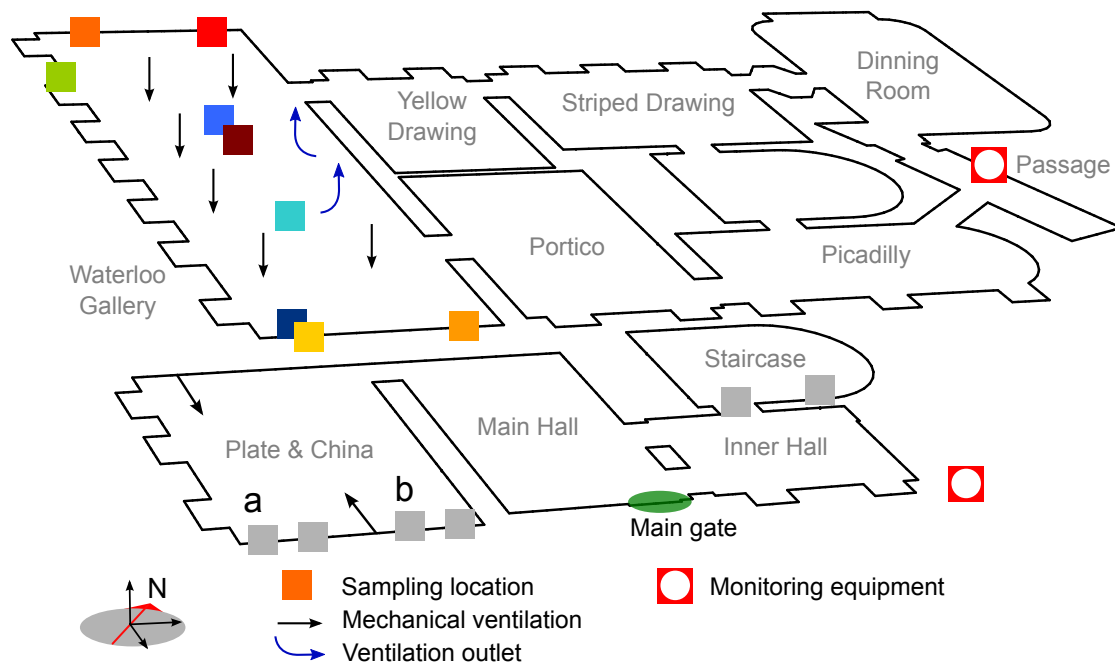 Dinning
Room
Yellow
Drawing
Striped Drawing
Passage
Portico
Picadilly
Waterloo
Gallery
Staircase
Main Hall
Plate & China
Inner Hall
a
b
Main gate
N
Sampling location
Monitoring equipment
Mechanical ventilation
Ventilation outlet